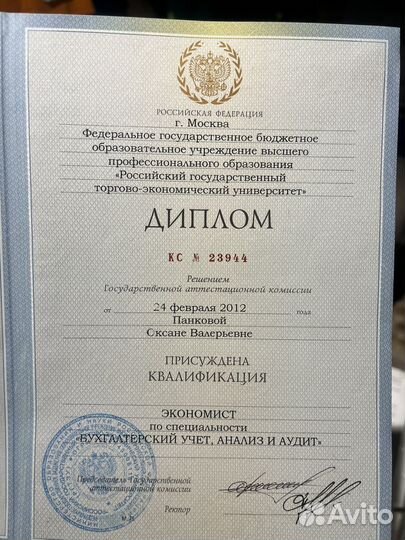 РОССИЙСКАЯ ФЕДЕРАЦИЯ
г. Москва
Федеральное государственное бюджетное
образовательное учреждение высшего
профессионального образования
«Российский государственный
торгово-экономический университет»
ДИПЛОМ
КС № 23944
Решением
Государственной аттестационной комиссии
от 24 февраля 2012 года
Панковой
Оксане Валерьевне
ПРИСУЖДЕНА
КВАЛИФИКАЦИЯ
ЭКОНОМИСТ
по специальности
«БУХГАЛТЕРСКИЙ УЧЕТ, АНАЛИЗ И АУДИТ»
Председатель Государственной
аттестационной комиссии
Ректор
М.П.
Avito